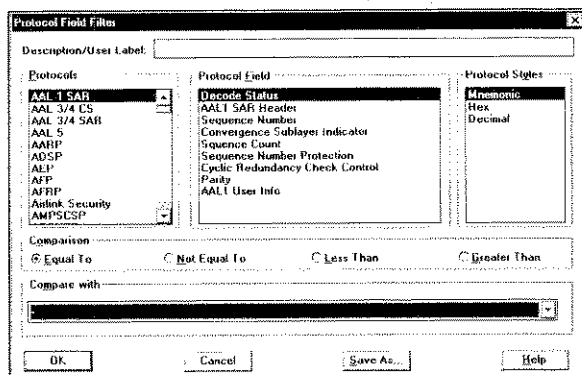 Protocol Field Filter
Description/User Label:
Protocols
AAL 1 SAR
AAL 3/4 CS
AAL 3/4 SAR
AAL 5
AARP
ADSP
AEP
AFP
AFRP
Airlink Security
AMPSCSP
Protocol Field
Decode Status
AAL1 SAR Header
Sequence Number
Convergence Sublayer Indicator
Squence Count
Sequence Number Protection
Cyclic Redundancy Check Control
Parity
AAL1 User Info
Protocol Styles
Mnemonic
Hex
Decimal
Comparison
Equal To
Not Equal To
Less Than
Greater Than
Compare with
OK
Cancel
Save As...
Help